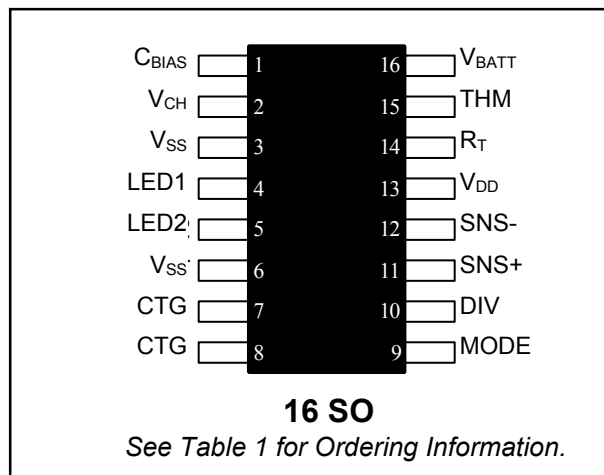 CBIAS 1 16 VBATT
VCH 2 15 THM
VSS 3 14 RT
LED1 4 13 VDD
LED2 5 12 SNS-
VSS 6 11 SNS+
CTG 7 10 DIV
CTG 8 9 MODE
16 SO
See Table 1 for Ordering Information.